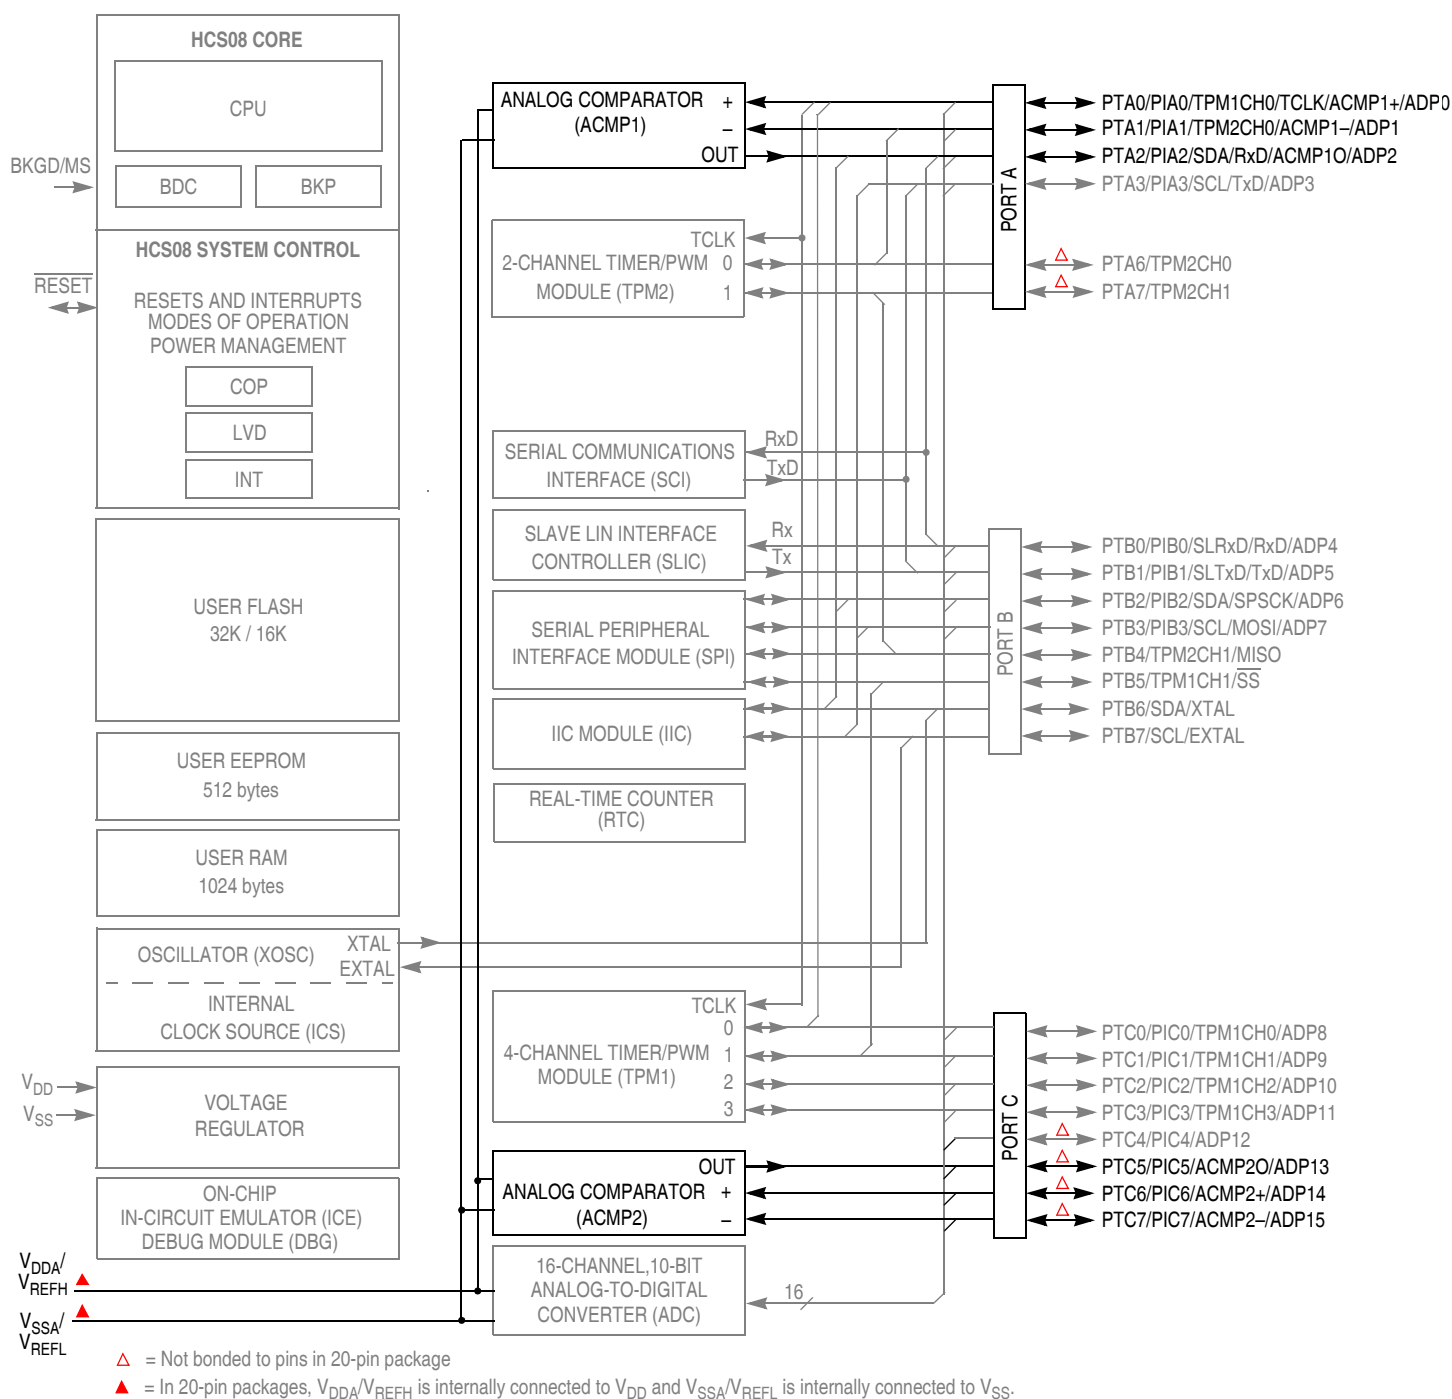 HCS08 CORE
CPU
BKGD/MS
BDC
BKP
HCS08 SYSTEM CONTROL
RESET
RESETS AND INTERRUPTS
MODES OF OPERATION
POWER MANAGEMENT
COP
LVD
INT
USER FLASH
32K / 16K
USER EEPROM
512 bytes
USER RAM
1024 bytes
OSCILLATOR (XOSC)
XTAL
EXTAL
INTERNAL
CLOCK SOURCE (ICS)
VDD
VSS
VOLTAGE
REGULATOR
ON-CHIP
IN-CIRCUIT EMULATOR (ICE)
DEBUG MODULE (DBG)
VDDA/
VREFH
VSSA/
VREFL
ANALOG COMPARATOR
(ACMP1)
+
–
OUT
TCLK
2-CHANNEL TIMER/PWM 0
MODULE (TPM2) 1
SERIAL COMMUNICATIONS
INTERFACE (SCI)
RxD
TxD
SLAVE LIN INTERFACE
CONTROLLER (SLIC)
Rx
Tx
SERIAL PERIPHERAL
INTERFACE MODULE (SPI)
IIC MODULE (IIC)
REAL-TIME COUNTER
(RTC)
TCLK
0
4-CHANNEL TIMER/PWM 1
MODULE (TPM1)
2
3
OUT
ANALOG COMPARATOR +
(ACMP2) –
16-CHANNEL,10-BIT
ANALOG-TO-DIGITAL
CONVERTER (ADC)
16
PORT A
PTA0/PIA0/TPM1CH0/TCLK/ACMP1+/ADP0
PTA1/PIA1/TPM2CH0/ACMP1–/ADP1
PTA2/PIA2/SDA/RxD/ACMP1O/ADP2
PTA3/PIA3/SCL/TxD/ADP3
PTA6/TPM2CH0
PTA7/TPM2CH1
PORT B
PTB0/PIB0/SLRxD/RxD/ADP4
PTB1/PIB1/SLTxD/TxD/ADP5
PTB2/PIB2/SDA/SPSCK/ADP6
PTB3/PIB3/SCL/MOSI/ADP7
PTB4/TPM2CH1/MISO
PTB5/TPM1CH1/SS
PTB6/SDA/XTAL
PTB7/SCL/EXTAL
PORT C
PTC0/PIC0/TPM1CH0/ADP8
PTC1/PIC1/TPM1CH1/ADP9
PTC2/PIC2/TPM1CH2/ADP10
PTC3/PIC3/TPM1CH3/ADP11
PTC4/PIC4/ADP12
PTC5/PIC5/ACMP2O/ADP13
PTC6/PIC6/ACMP2+/ADP14
PTC7/PIC7/ACMP2–/ADP15
△ = Not bonded to pins in 20-pin package
▲ = In 20-pin packages, VDDA/VREFH is internally connected to VDD and VSSA/VREFL is internally connected to VSS.